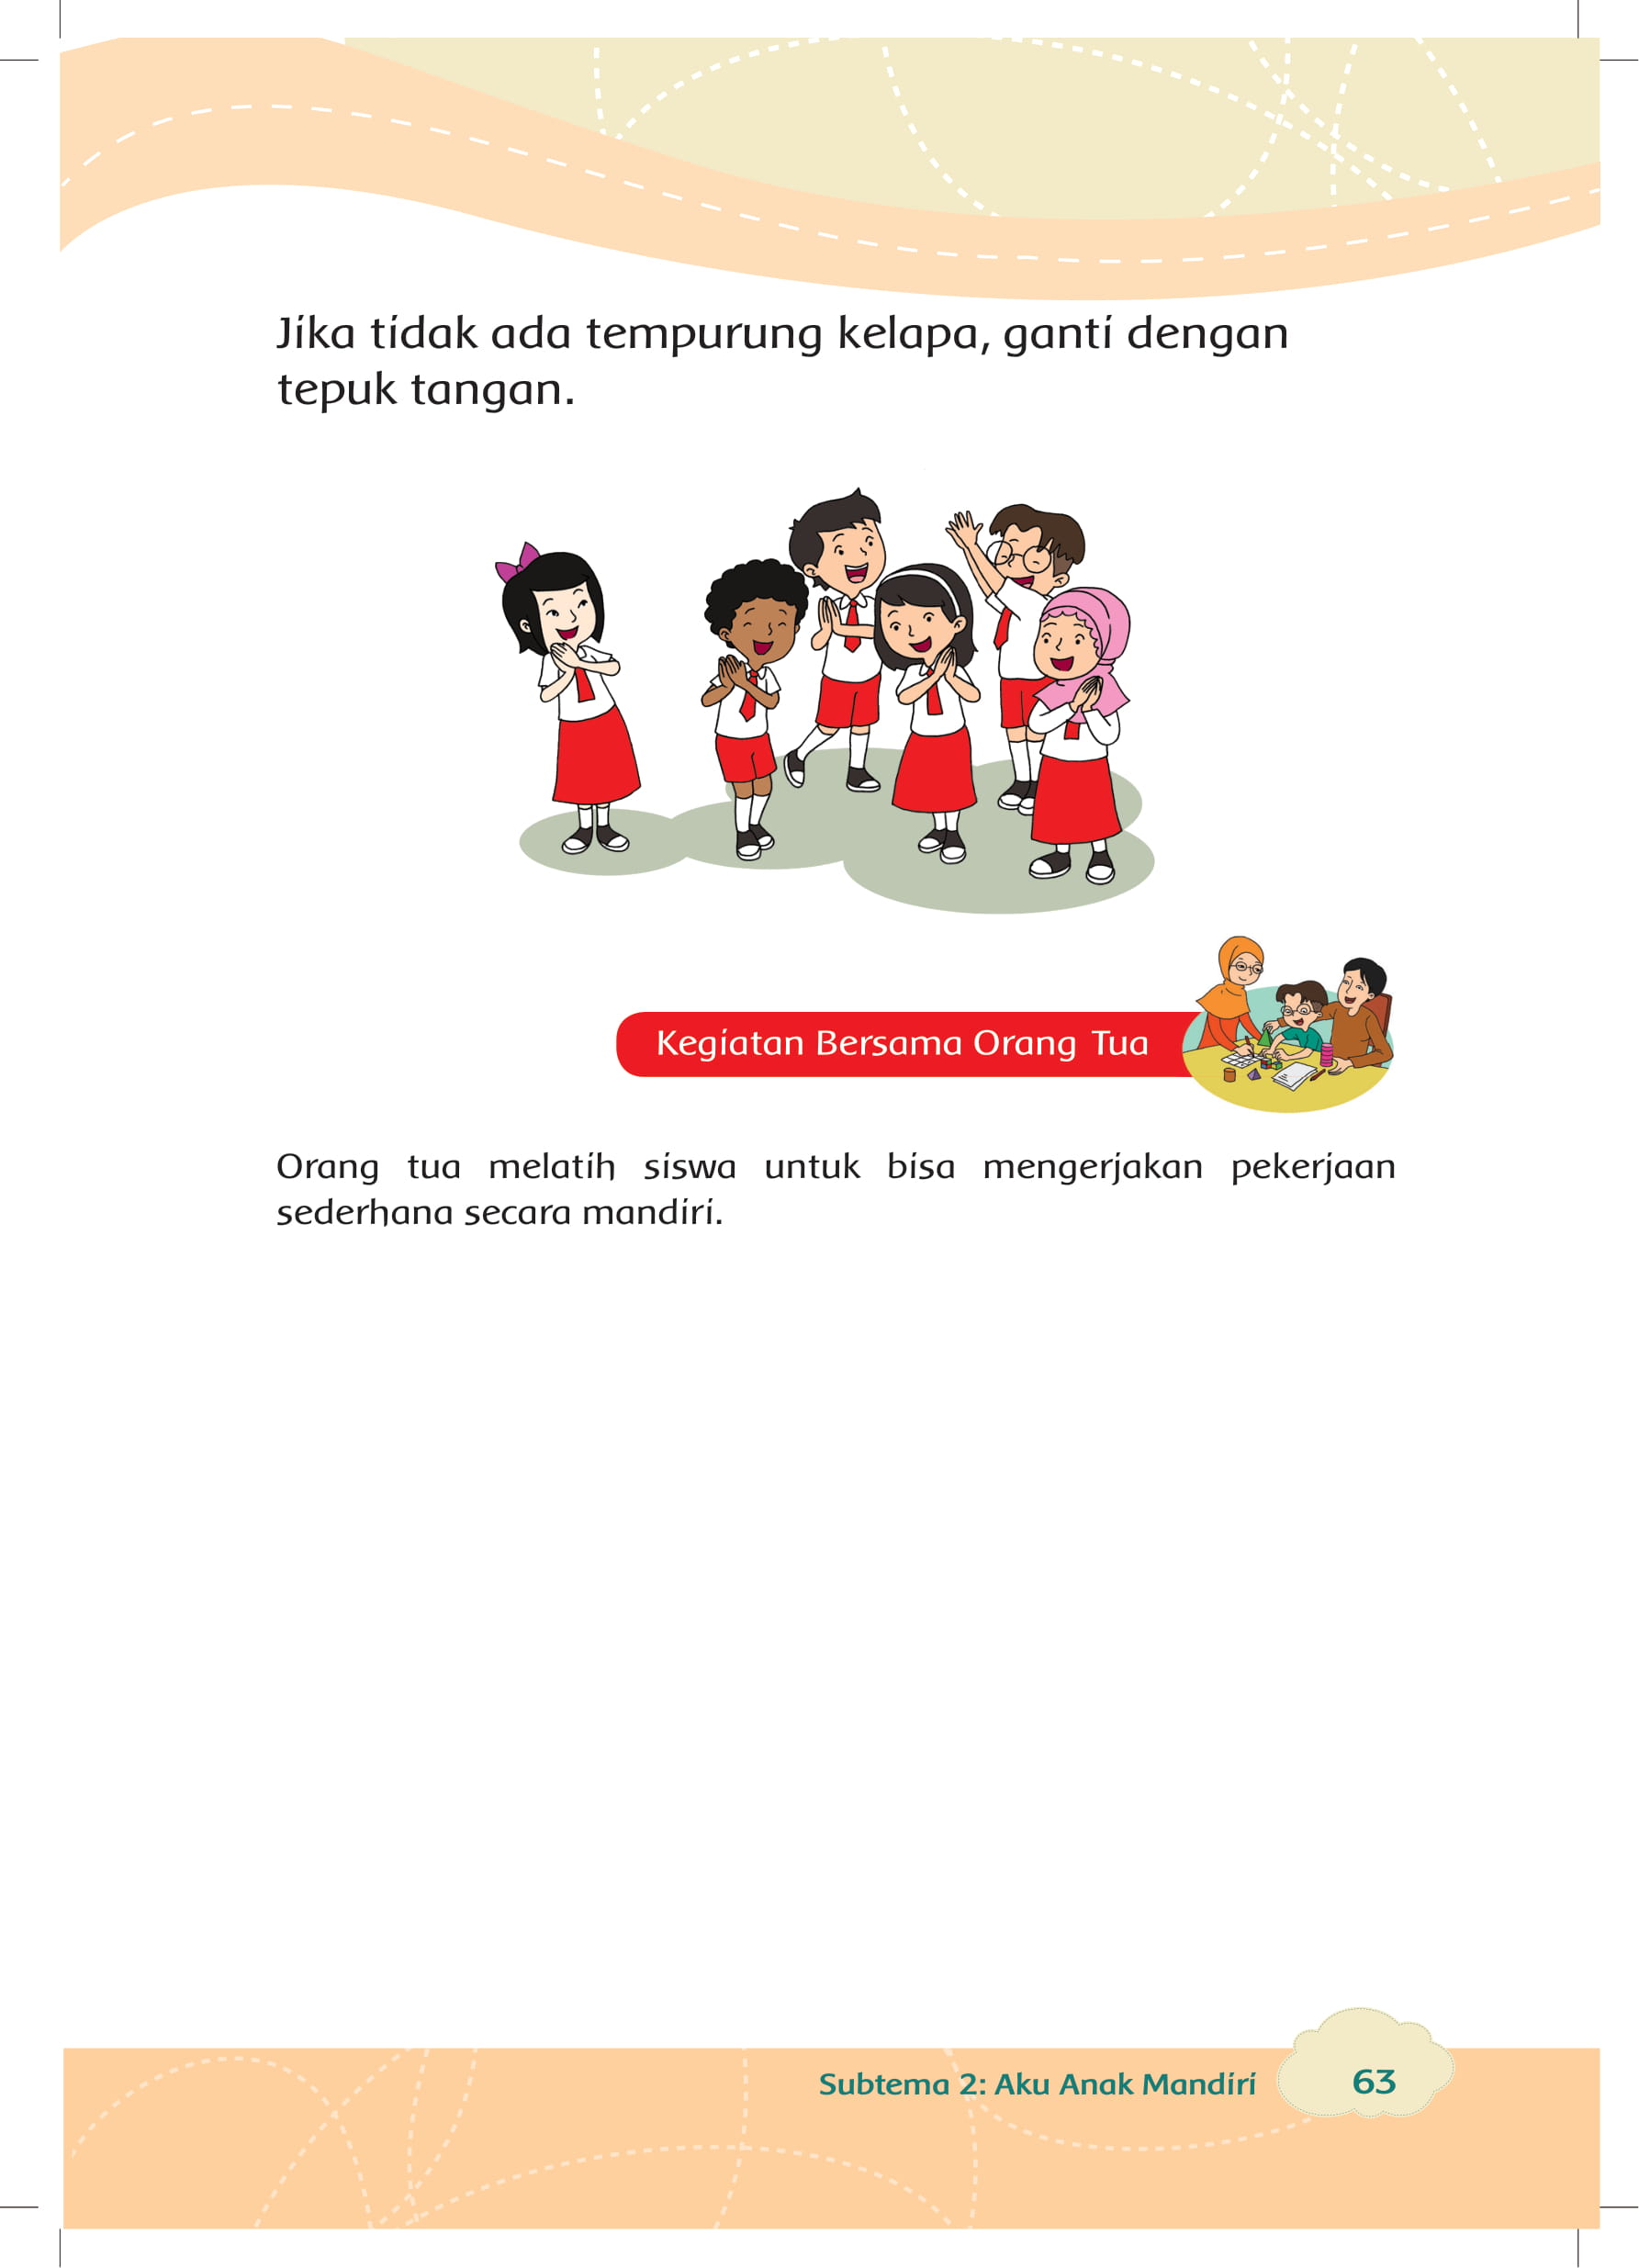 Jika tidak ada tempurung kelapa, ganti dengan
tepuk tangan.
Kegiatan Bersama Orang Tua
Orang tua melatih siswa untuk bisa mengerjakan pekerjaan
sederhana secara mandiri.
Subtema 2: Aku Anak Mandiri
63